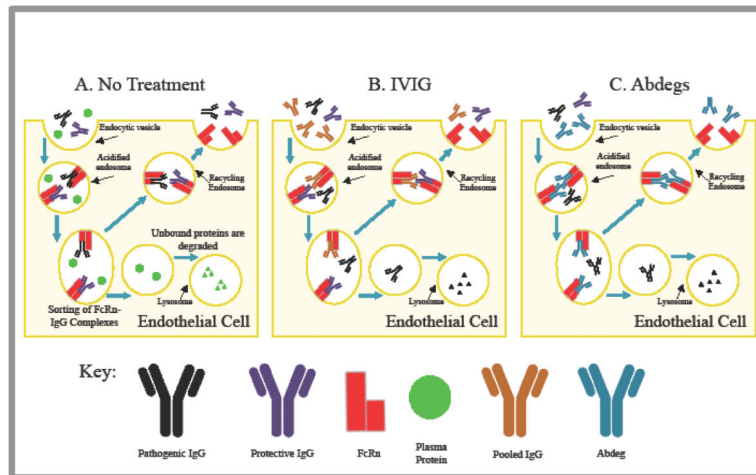 A. No Treatment
B. IVIG
C. Abdegs
Endocytic vesicle
Acidified
endosome
Recycling
Endosome
Unbound proteins are
degraded
Lysosome
Sorting of FcRn-
IgG Complexes
Endothelial Cell
Endocytic vesicle
Acidified
endosome
Recycling
Endosome
Lysosome
Endothelial Cell
Endocytic vesicle
Acidified
endosome
Recycling
Endosome
Lysosome
Endothelial Cell
Key:
Pathogenic IgG
Protective IgG
FcRn
Plasma
Protein
Pooled IgG
Abdeg